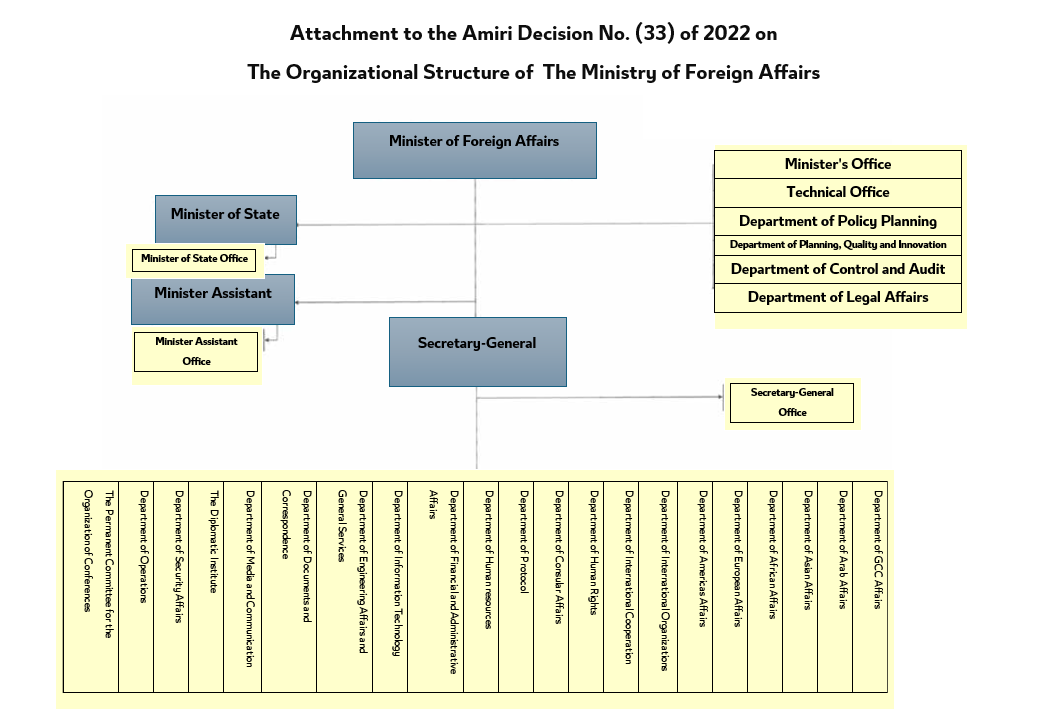 Attachment to the Amiri Decision No. (33) of 2022 on
The Organizational Structure of The Ministry of Foreign Affairs
Minister of Foreign Affairs
Minister's Office
Technical Office
Department of Policy Planning
Department of Planning, Quality and Innovation
Department of Control and Audit
Department of Legal Affairs
Minister of State
Minister of State Office
Minister Assistant
Minister Assistant
Office
Secretary-General
Secretary-General
Office
The Permanent Committee for the
Organization of Conferences
Department of Operations
Department of Security Affairs
The Diplomatic Institute
Department of Media and Communication
Department of Documents and
Correspondence
Department of Engineering Affairs and
General Services
Department of Information Technology
Department of Financial and Administrative
Affairs
Department of Human resources
Department of Protocol
Department of Consular Affairs
Department of Human Rights
Department of International Cooperation
Department of International Organizations
Department of Americas Affairs
Department of European Affairs
Department of African Affairs
Department of Asian Affairs
Department of Arab Affairs
Department of GCC Affairs